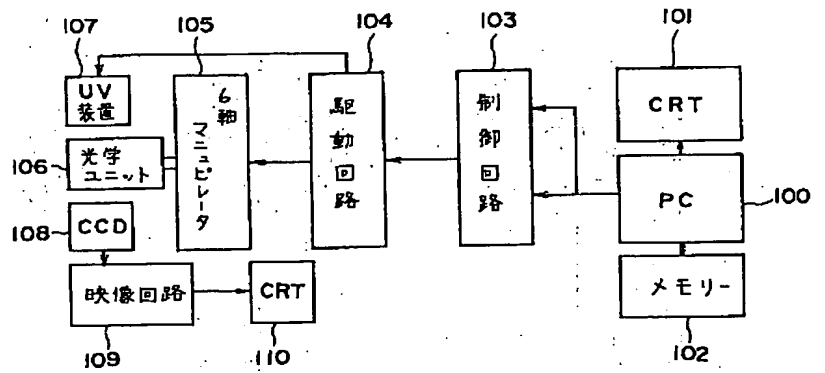 107
105
104
103
101
UV
装置
6軸
マニュピレータ
駆動回路
制御回路
CRT
106
光学
ユニット
PC
100
108
CCD
映像回路
CRT
メモリー
109
110
102